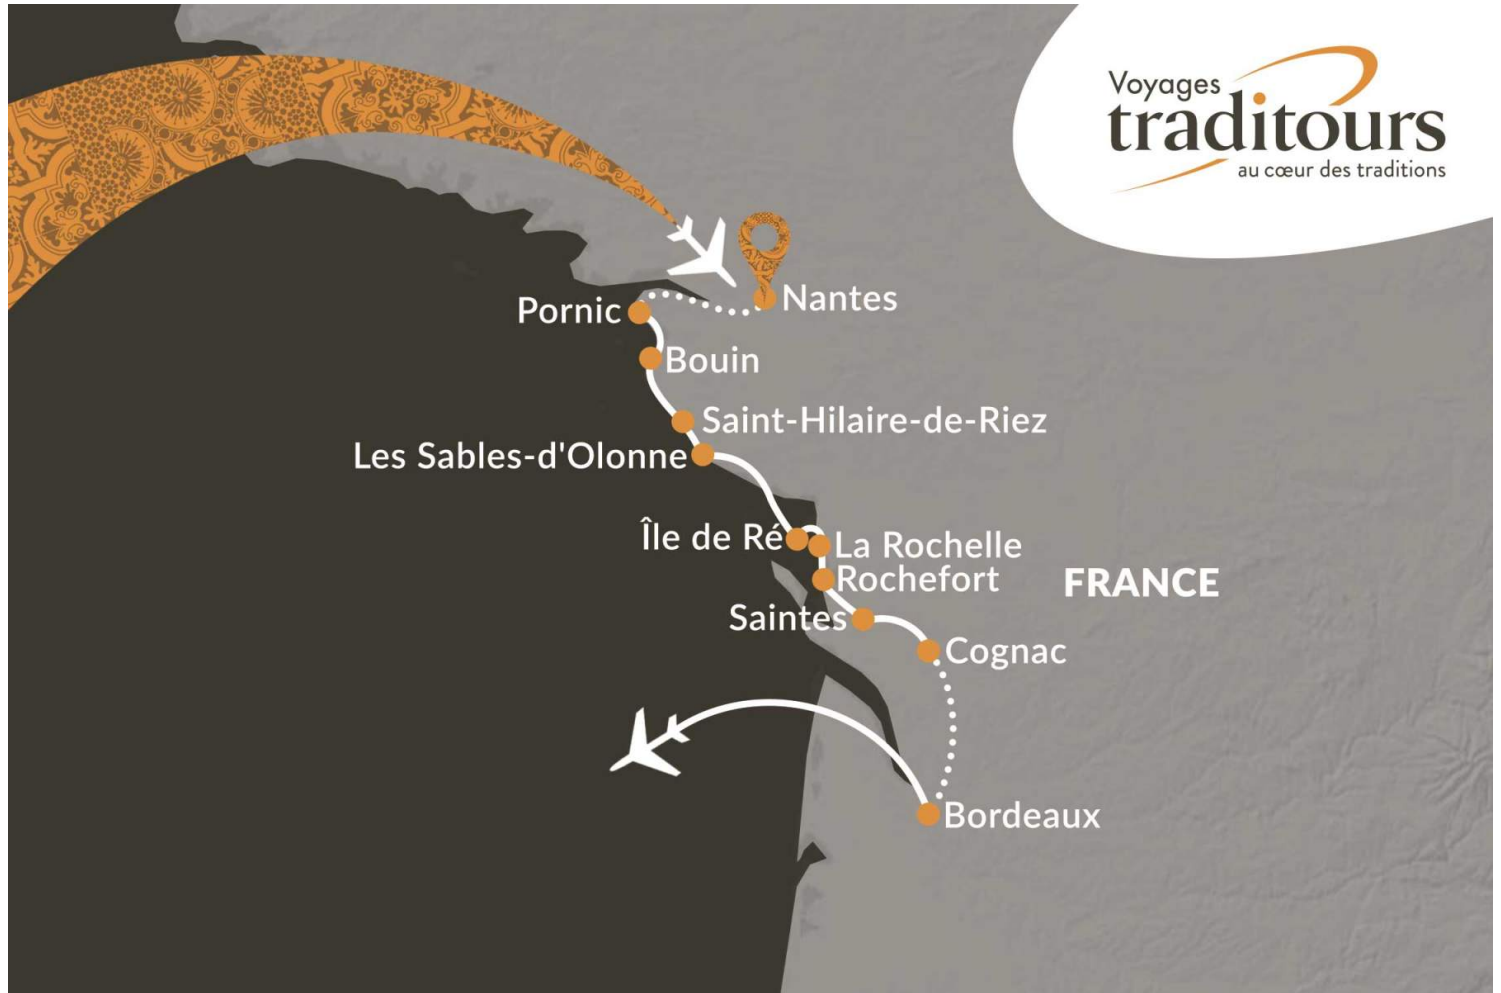 Voyages
traditours
au cœur des traditions
Nantes
Pornic
Bouin
Saint-Hilaire-de-Riez
Les Sables-d'Olonne
Île de Ré
La Rochelle
Rochefort
FRANCE
Saintes
Cognac
Bordeaux